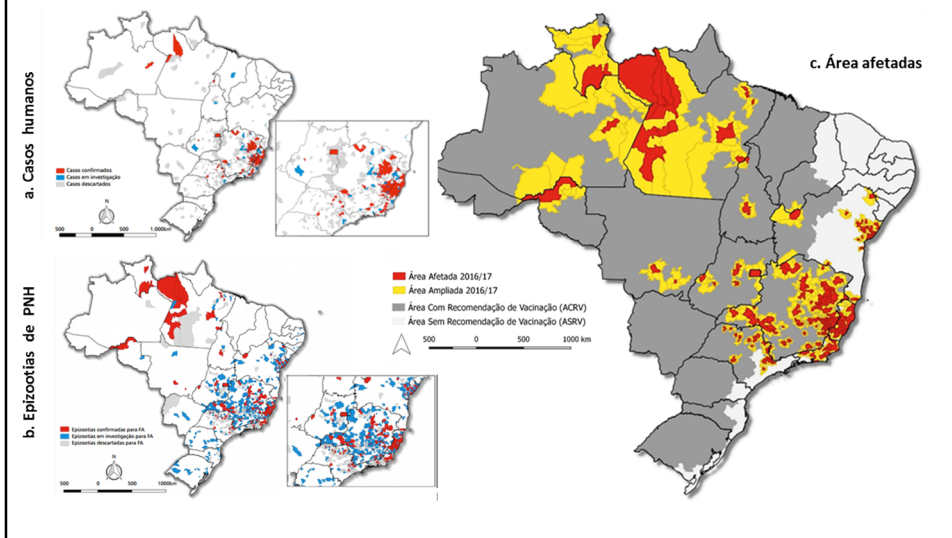 a. Casos humanos
Casos confirmados
Casos em investigação
Casos descartados
N
500 0 500 1.000km
b. Epizootias de PNH
Epizootias confirmadas para FA
Epizootias em investigação para FA
Epizootias descartadas para FA
N
500 0 500 1000km
c. Área afetadas
Área Afetada 2016/17
Área Ampliada 2016/17
Área Com Recomendação de Vacinação (ACRV)
Área Sem Recomendação de Vacinação (ASRV)
500 0 500 1000 km